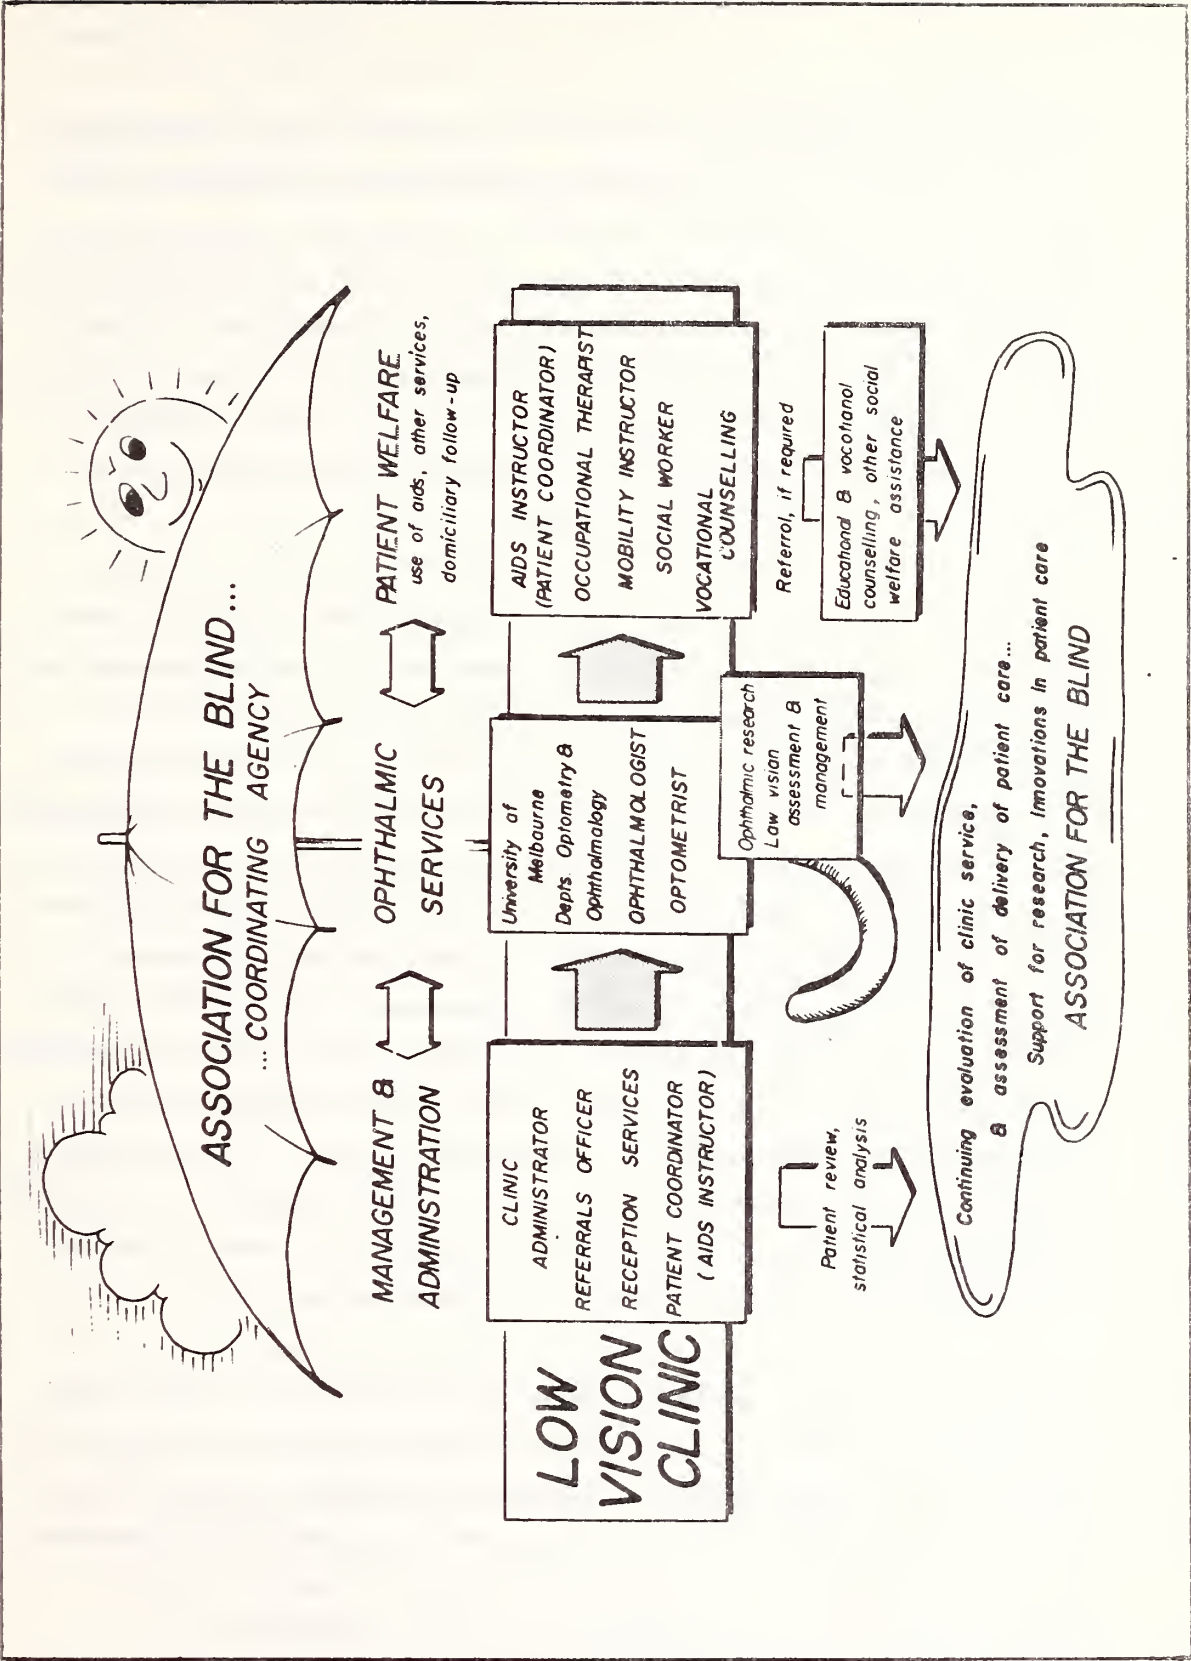 ASSOCIATION FOR THE BLIND...
... COORDINATING AGENCY
MANAGEMENT &
ADMINISTRATION
OPHTHALMIC
SERVICES
PATIENT WELFARE
use of aids, other services,
domiciliary follow-up
LOW
VISION
CLINIC
CLINIC
ADMINISTRATOR
REFERRALS OFFICER
RECEPTION SERVICES
PATIENT COORDINATOR
(AIDS INSTRUCTOR)
University of
Melbourne
Depts. Optometry &
Ophthalmology
OPHTHALMOLOGIST
OPTOMETRIST
AIDS INSTRUCTOR
(PATIENT COORDINATOR)
OCCUPATIONAL THERAPIST
MOBILITY INSTRUCTOR
SOCIAL WORKER
VOCATIONAL
COUNSELLING
Patient review,
statistical analysis
Ophthalmic research
Low vision
assessment &
management
Referral, if required
Educational & vocational
counselling, other social
welfare assistance
Continuing evaluation of clinic service,
& assessment of delivery of patient care...
Support for research, innovations in patient care
ASSOCIATION FOR THE BLIND